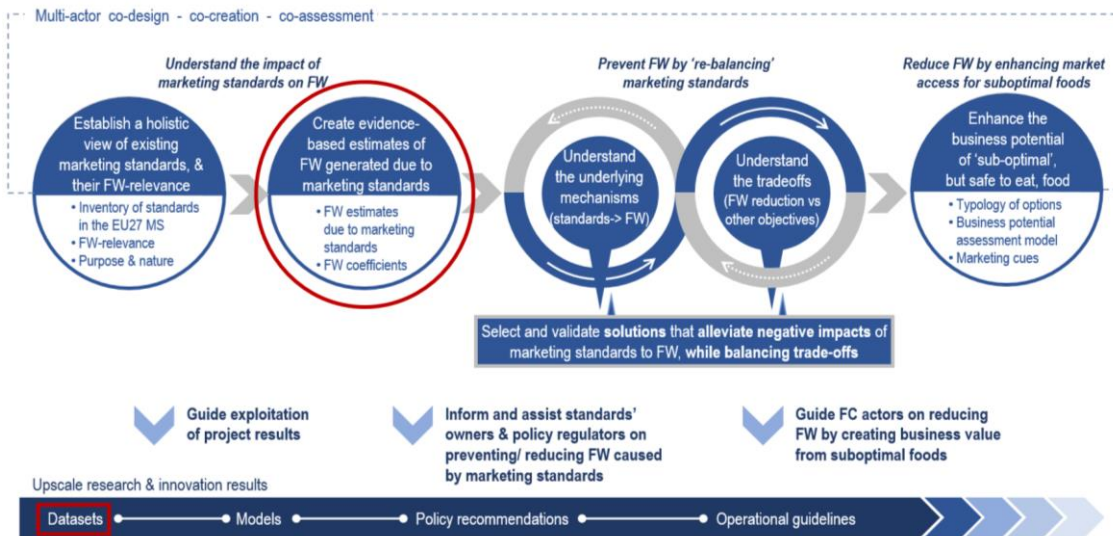 Multi-actor co-design - co-creation - co-assessment
Understand the impact of
marketing standards on FW
Prevent FW by 're-balancing'
marketing standards
Reduce FW by enhancing market
access for suboptimal foods
Establish a holistic
view of existing
marketing standards, &
their FW-relevance
• Inventory of standards
in the EU27 MS
• FW-relevance
• Purpose & nature
Create evidence-
based estimates of
FW generated due to
marketing standards
• FW estimates
due to marketing
standards
• FW coefficients
Understand
the underlying
mechanisms
(standards-> FW)
Understand
the tradeoffs
(FW reduction vs
other objectives)
Enhance the
business potential
of 'sub-optimal',
but safe to eat, food
• Typology of options
• Business potential
assessment model
• Marketing cues
Select and validate solutions that alleviate negative impacts of
marketing standards to FW, while balancing trade-offs
Guide exploitation
of project results
Inform and assist standards'
owners & policy regulators on
preventing/ reducing FW caused
by marketing standards
Guide FC actors on reducing
FW by creating business value
from suboptimal foods
Upscale research & innovation results
Datasets
Models
Policy recommendations
Operational guidelines